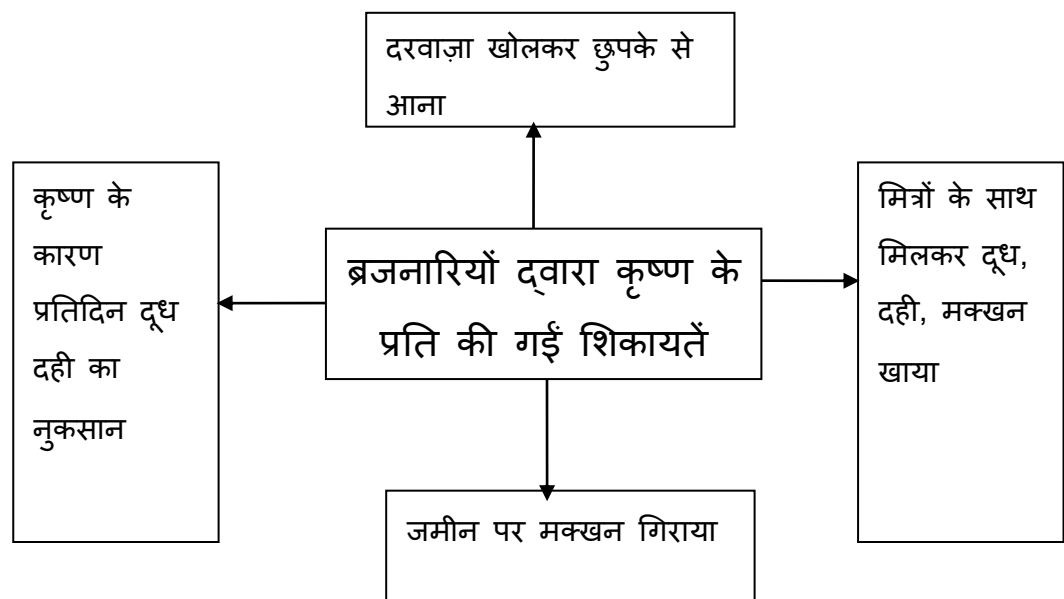 दरवाज़ा खोलकर छुपके से
आना
कृष्ण के
कारण
प्रतिदिन दूध
दही का
नुकसान
ब्रजनारियों द्वारा कृष्ण के
प्रति की गईं शिकायतें
मित्रों के साथ
मिलकर दूध,
दही, मक्खन
खाया
जमीन पर मक्खन गिराया